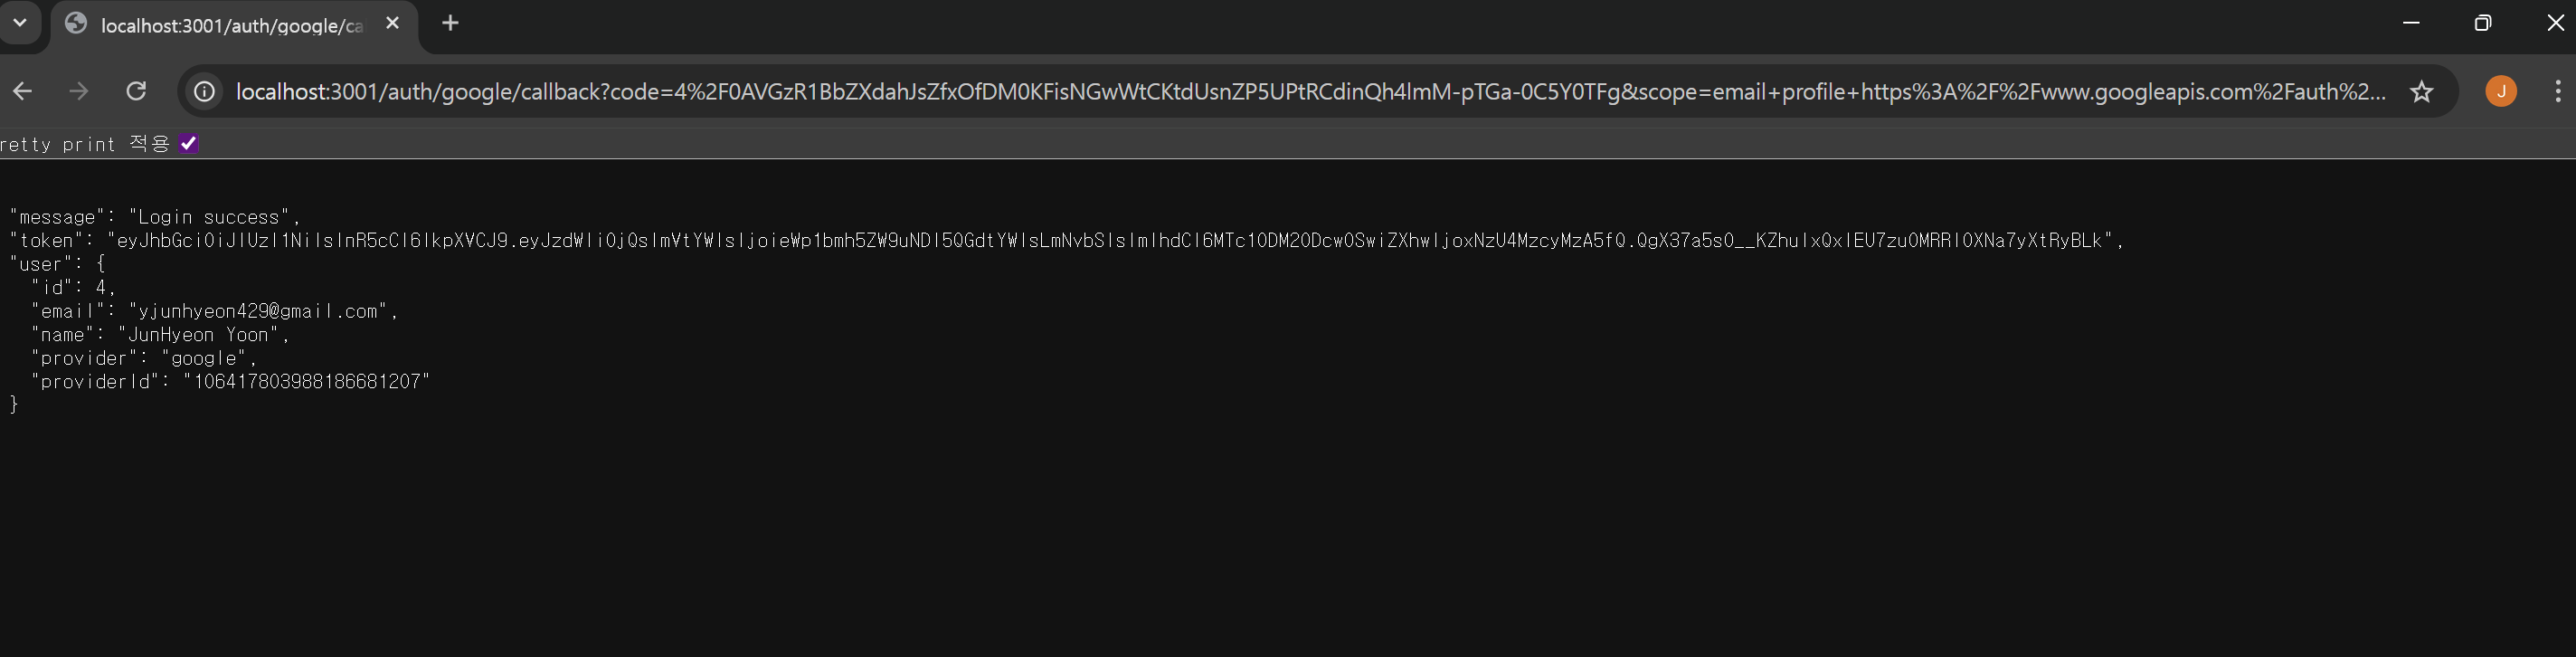 localhost:3001/auth/google/ca
localhost:3001/auth/google/callback?code=4%2F0AVGzR1BbZXdahJsZfxOfDM0KFisNGwWtCKtdUsnZP5UPtRCdinQh4lmM-pTGa-0C5Y0TFg&scope=email+profile+https%3A%2F%2Fwww.googleapis.com%2Fauth%2...
J
retty print 적용
"message": "Login success",
"token": "eyJhbGciOiJIUzI1NiIsInR5cCI6IkpXVCJ9.eyJzdWIiOjQsImVtYWlsIjoieWp1bmh5ZW9uNDI5QGdtYWlsLmNvbSIsImlhdCI6MTc1ODM2ODcwOSwiZXhwIjoxNzU4MzcyMzA5fQ.QgX37a5sO__KZhuIxQxlEU7zu0MRRl0XNa7yXtRyBLk",
"user": {
"id": 4,
"email": "yjunhyeon429@gmail.com",
"name": "JunHyeon Yoon",
"provider": "google",
"providerId": "106417803988186681207"
}